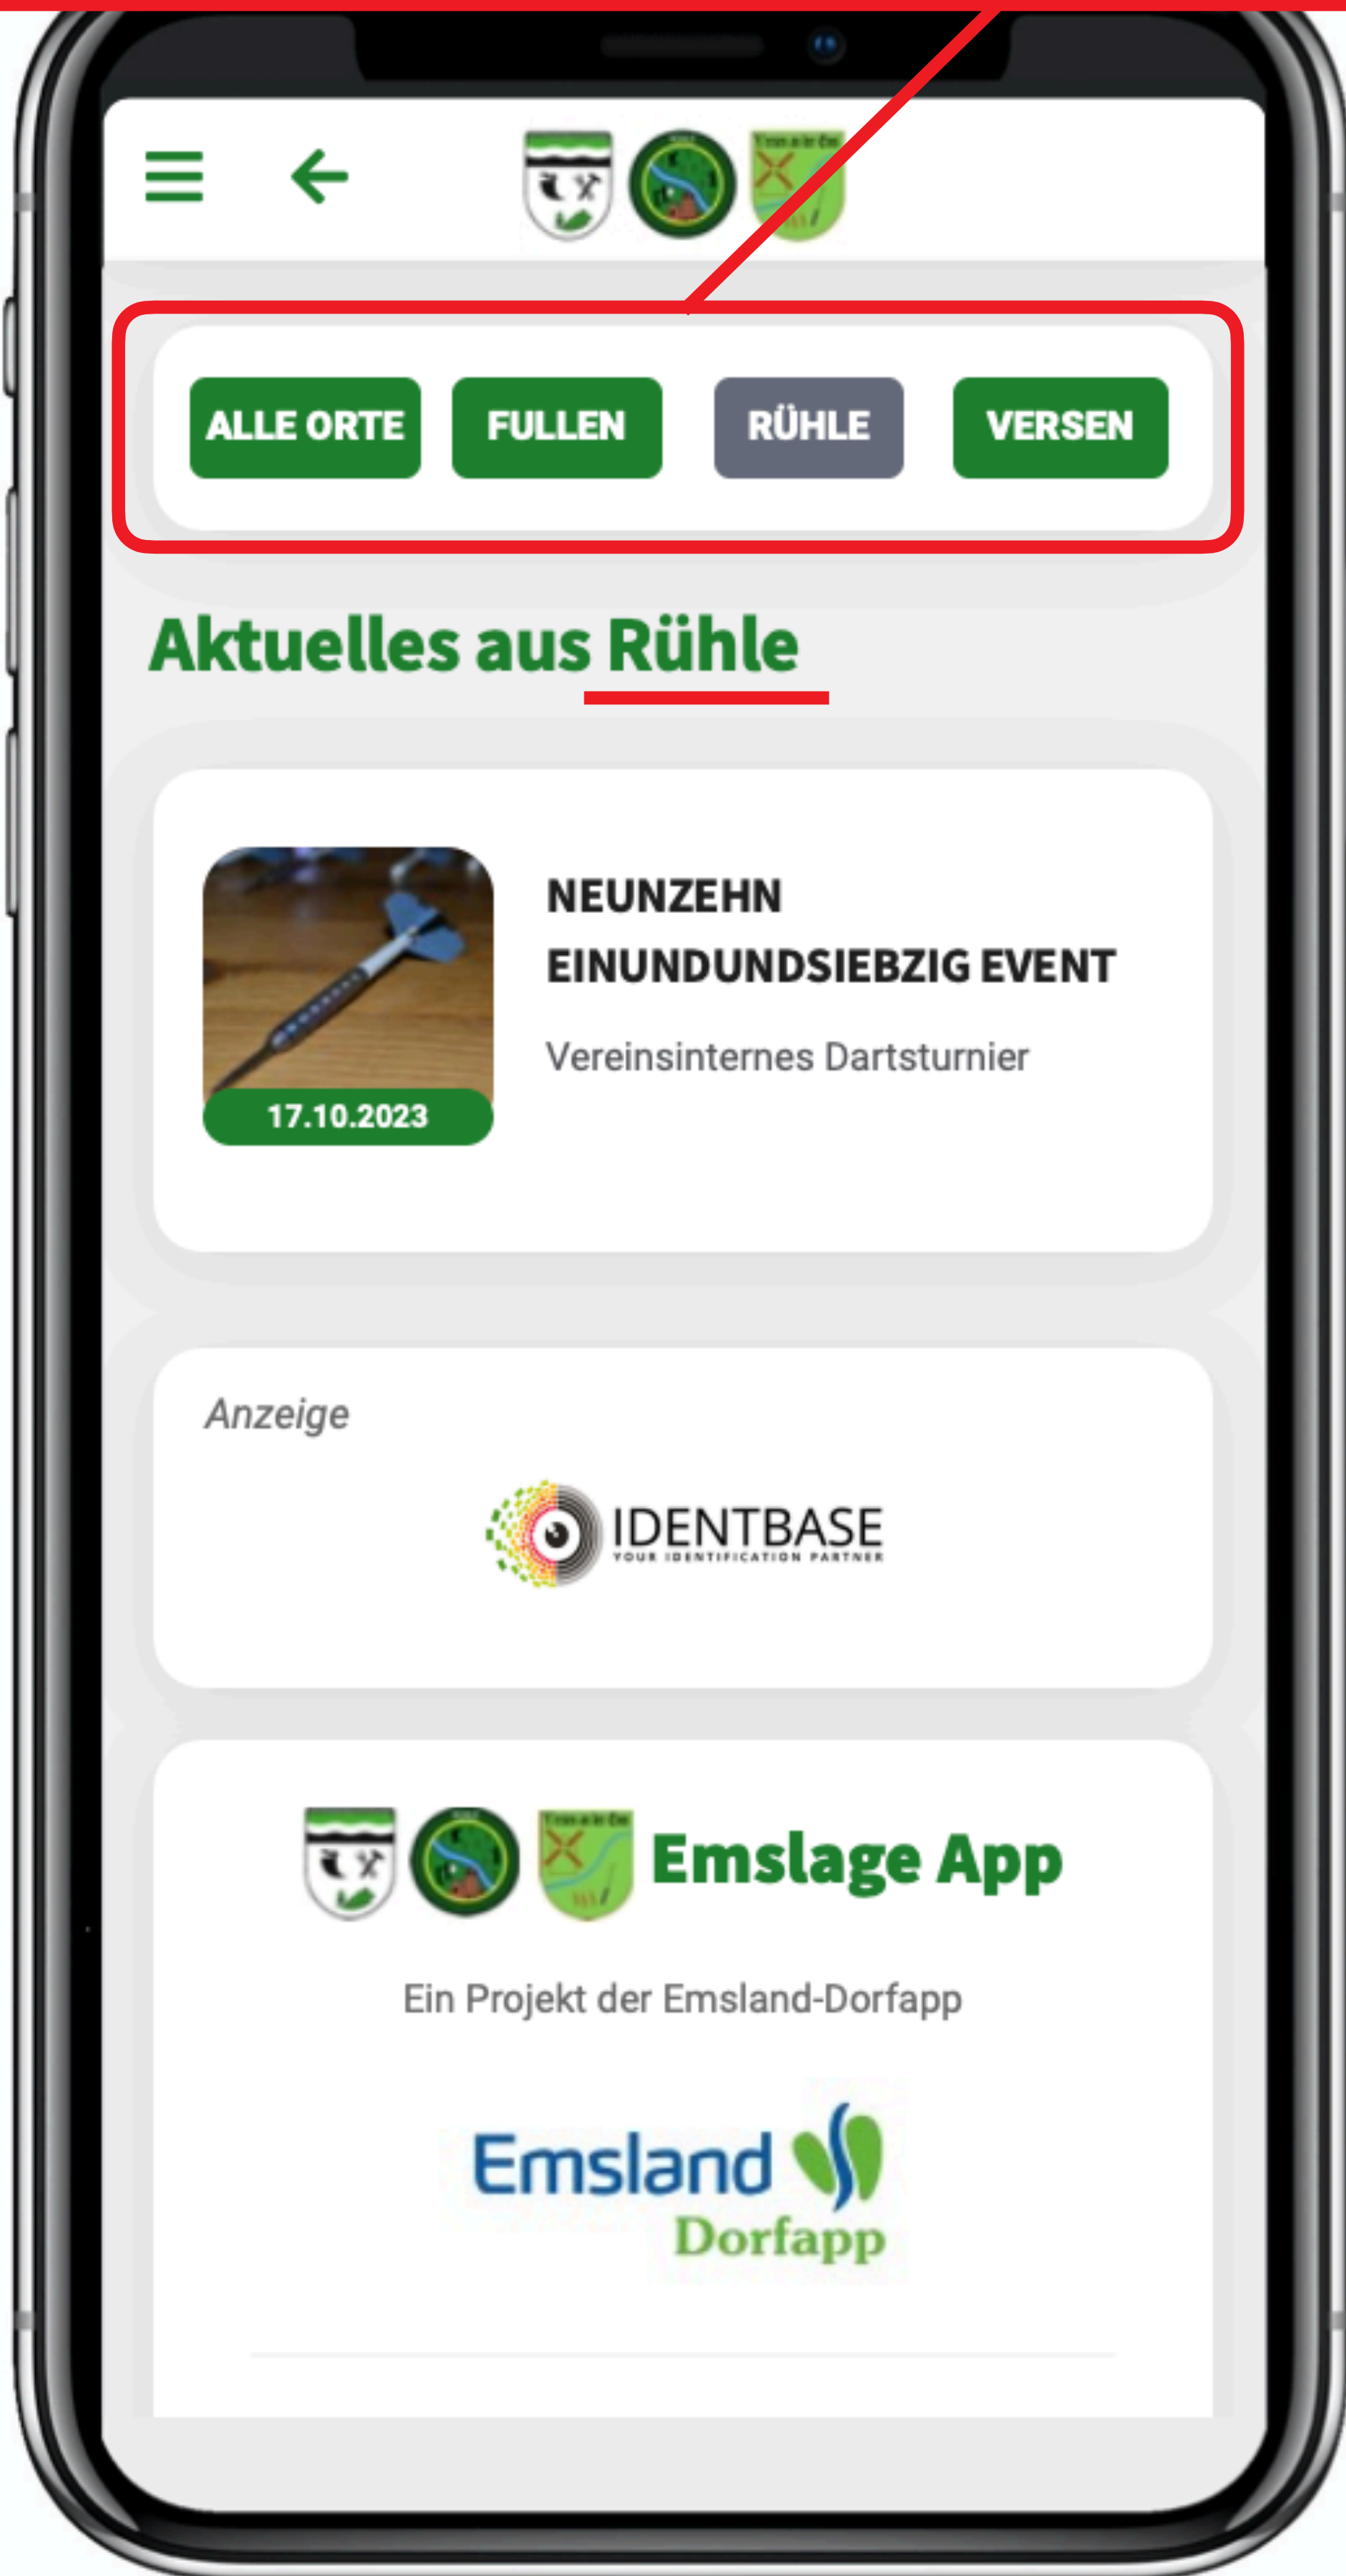 ALLE ORTE FULLEN RÜHLE VERSEN
Aktuelles aus Rühle
NEUNZEHN
EINUNDUNDSIEBZIG EVENT
Vereinsinternes Dartsturnier
17.10.2023
Anzeige
IDENTBASE
YOUR IDENTIFICATION PARTNER
Emslage App
Ein Projekt der Emsland-Dorfapp
Emsland
Dorfapp